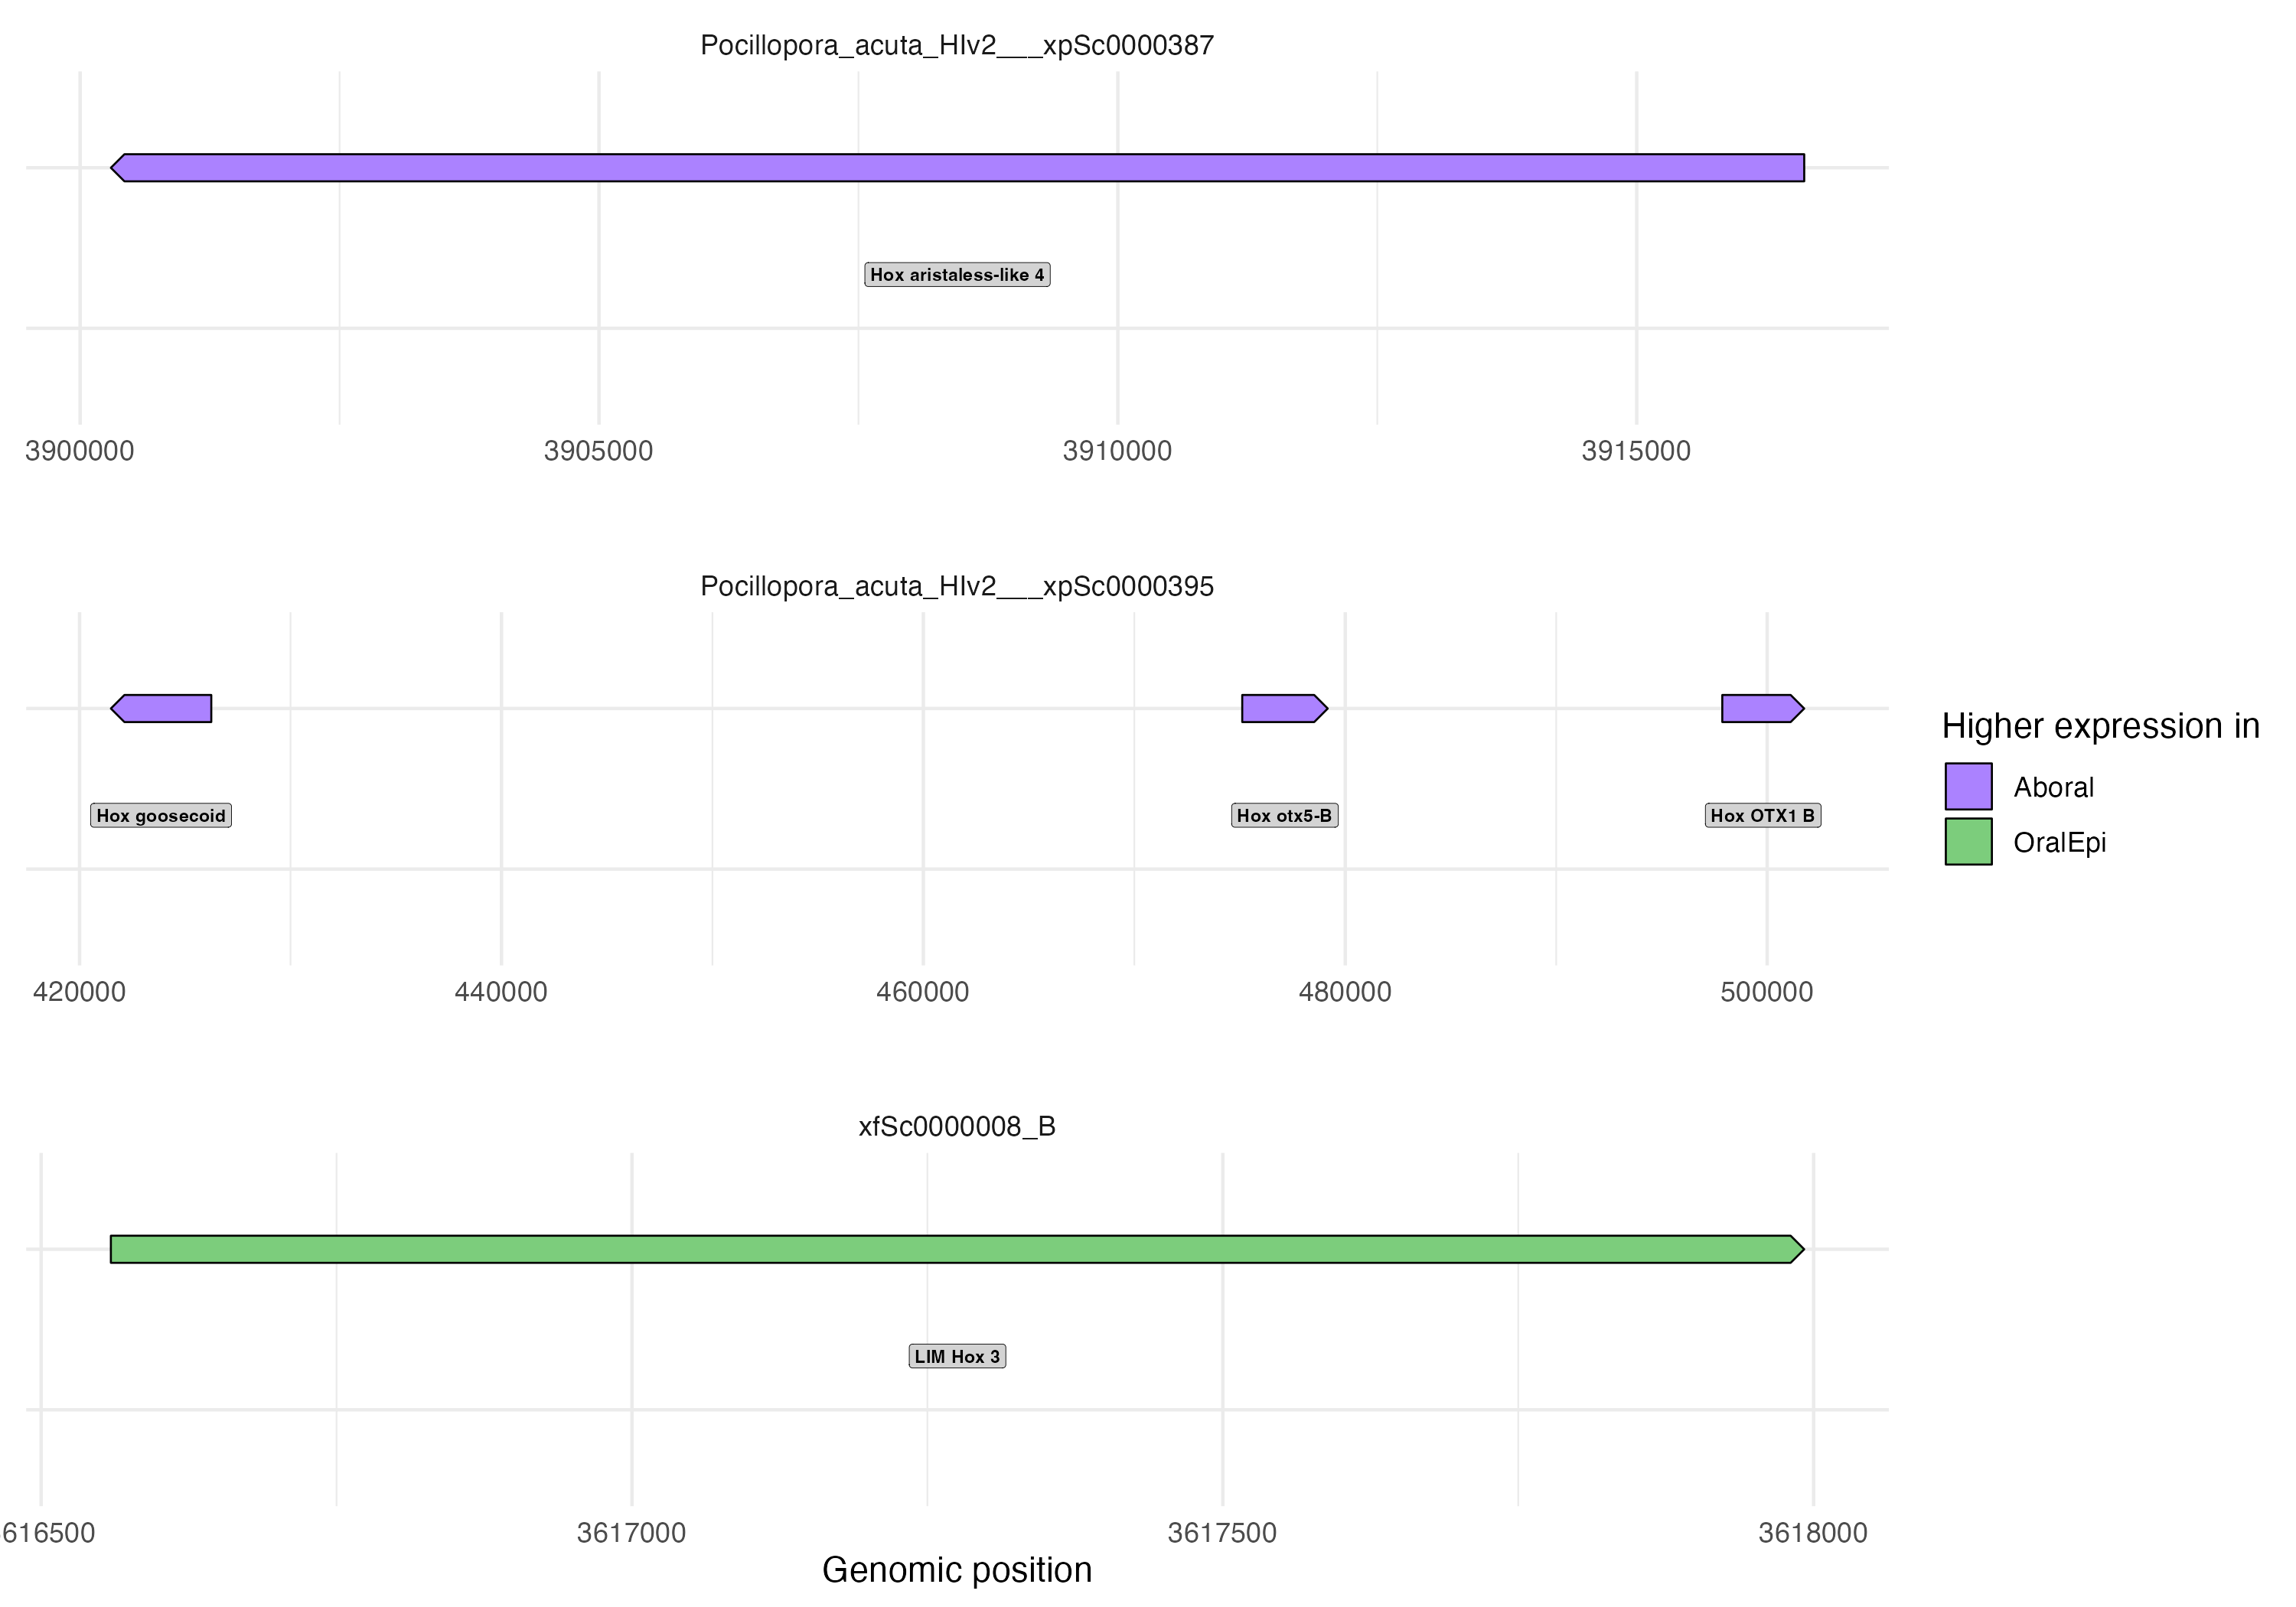 Pocillopora_acuta_HIv2___xpSc0000387
Hox aristaless-like 4
3900000 3905000 3910000 3915000
Pocillopora_acuta_HIv2___xpSc0000395
Hox goosecoid Hox otx5-B Hox OTX1 B
420000 440000 460000 480000 500000
Higher expression in
Aboral
OralEpi
xfSc0000008_B
LIM Hox 3
616500 3617000 3617500 3618000
Genomic position